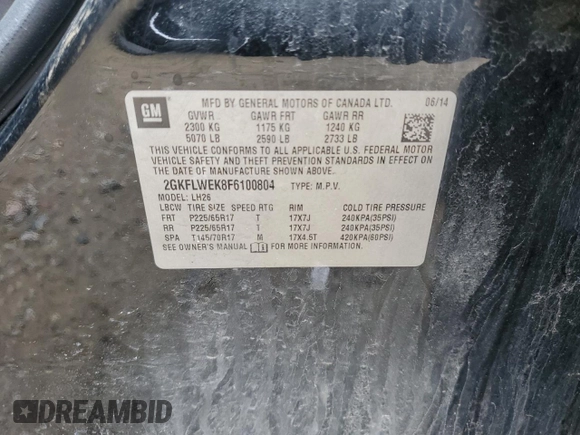 GM
MFD BY GENERAL MOTORS OF CANADA LTD. 06/14
GVWR GAWR FRT GAWR RR
2300 KG 1175 KG 1240 KG
5070 LB 2590 LB 2733 LB
THIS VEHICLE CONFORMS TO ALL APPLICABLE U.S. FEDERAL MOTOR
VEHICLE SAFETY AND THEFT PREVENTION STANDARDS IN EFFECT ON
THE DATE OF MANUFACTURE SHOWN ABOVE.
2GKFLWEK8F6100804 TYPE: M.P.V.
MODEL: LH26
LBCW TIRE SIZE SPEED RTG RIM COLD TIRE PRESSURE
FRT P225/65R17 T 17X7J 240KPA(35PSI)
RR P225/65R17 T 17X7J 240KPA(35PSI)
SPA T145/70R17 M 17X4.5T 420KPA(60PSI)
SEE OWNER'S MANUAL FOR MORE INFORMATION.
DREAMBID